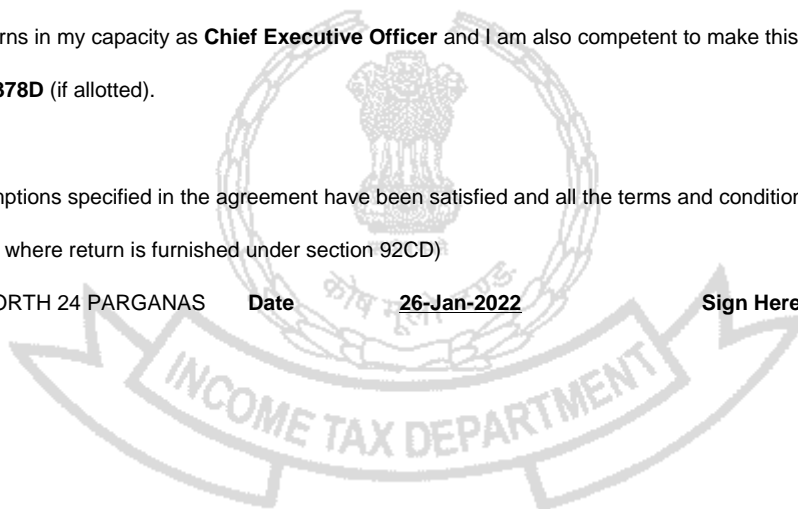 rns in my capacity as Chief Executive Officer and I am also competent to make this
378D (if allotted).
ptions specified in the agreement have been satisfied and all the terms and condition
where return is furnished under section 92CD)
ORTH 24 PARGANAS Date 26-Jan-2022 Sign Here
कोष मूलो दण्डः
INCOME TAX DEPARTMENT